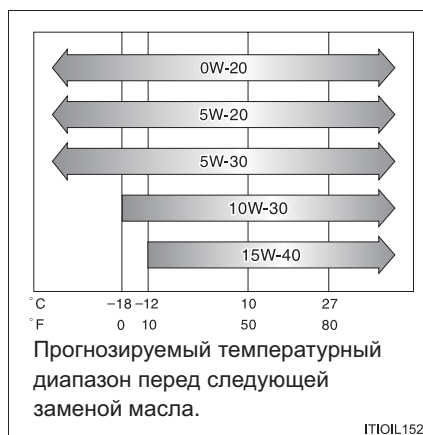 0W-20
5W-20
5W-30
10W-30
15W-40
°C −18 −12 10 27
°F 0 10 50 80
Прогнозируемый температурный
диапазон перед следующей
заменой масла.
ITIOIL152